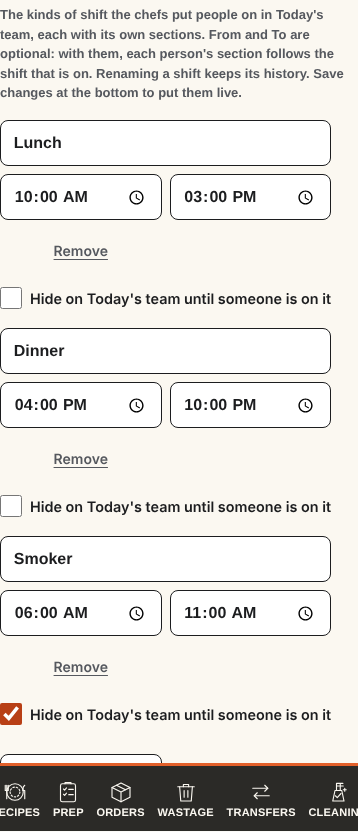 The kinds of shift the chefs put people on in Today's
team, each with its own sections. From and To are
optional: with them, each person's section follows the
shift that is on. Renaming a shift keeps its history. Save
changes at the bottom to put them live.
Lunch
10:00 AM 03:00 PM
Remove
Hide on Today's team until someone is on it
Dinner
04:00 PM 10:00 PM
Remove
Hide on Today's team until someone is on it
Smoker
06:00 AM 11:00 AM
Remove
Hide on Today's team until someone is on it
ECIPES PREP ORDERS WASTAGE TRANSFERS CLEANIN